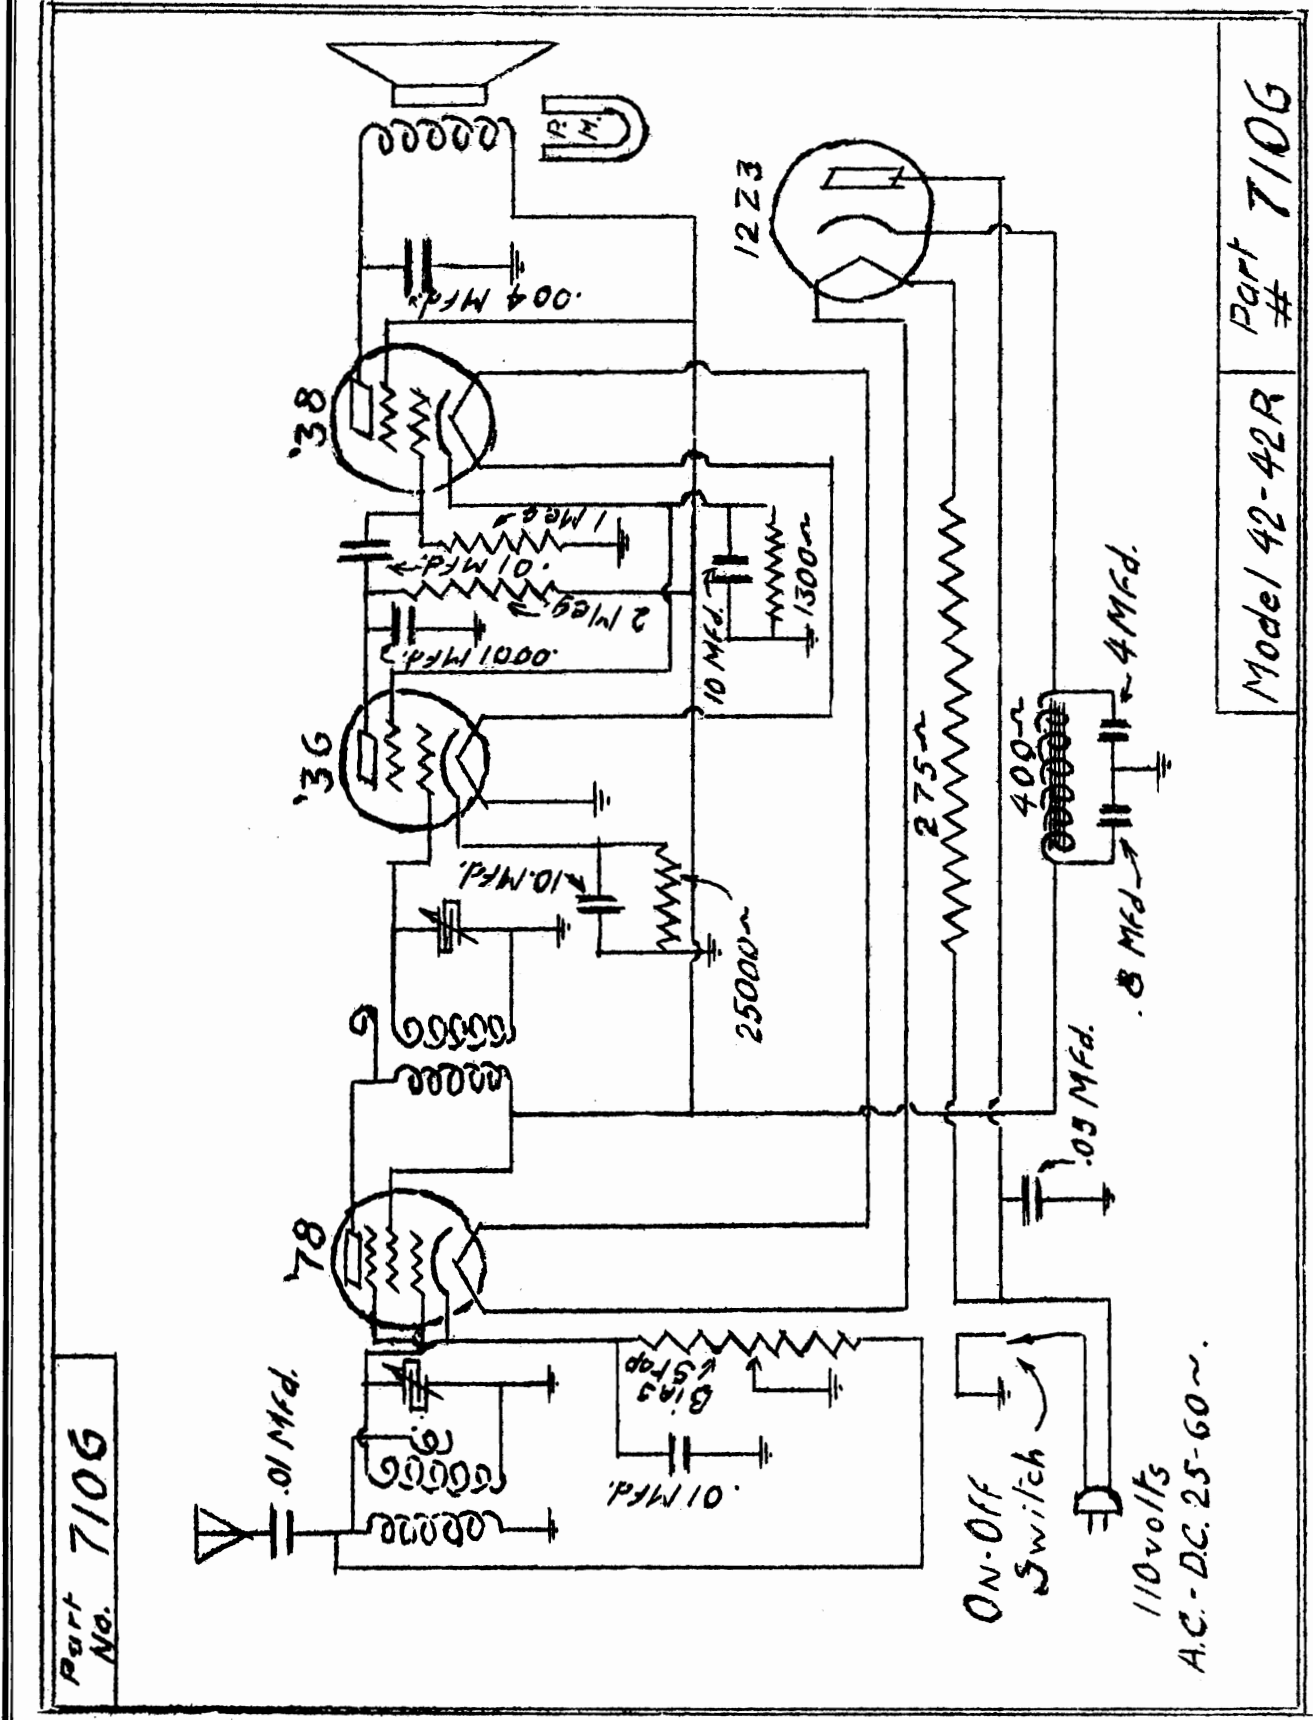 Part
No. 710G
.01 Mfd.
'78
'36
'38
.0001 Mfd.
2 Meg.
.01 Mfd.
1 Meg.
.004 Mfd.
P.
M.
12Z3
Bias
Strap
.01 Mfd.
10. Mfd.
25000~
10 Mfd.
1300~
275~
400~
.05 Mfd.
.8 Mfd
4 Mfd.
ON-OFF
Switch
110 volts
A.C.-D.C. 25-60~.
Model 42-42R
Part
# 710G